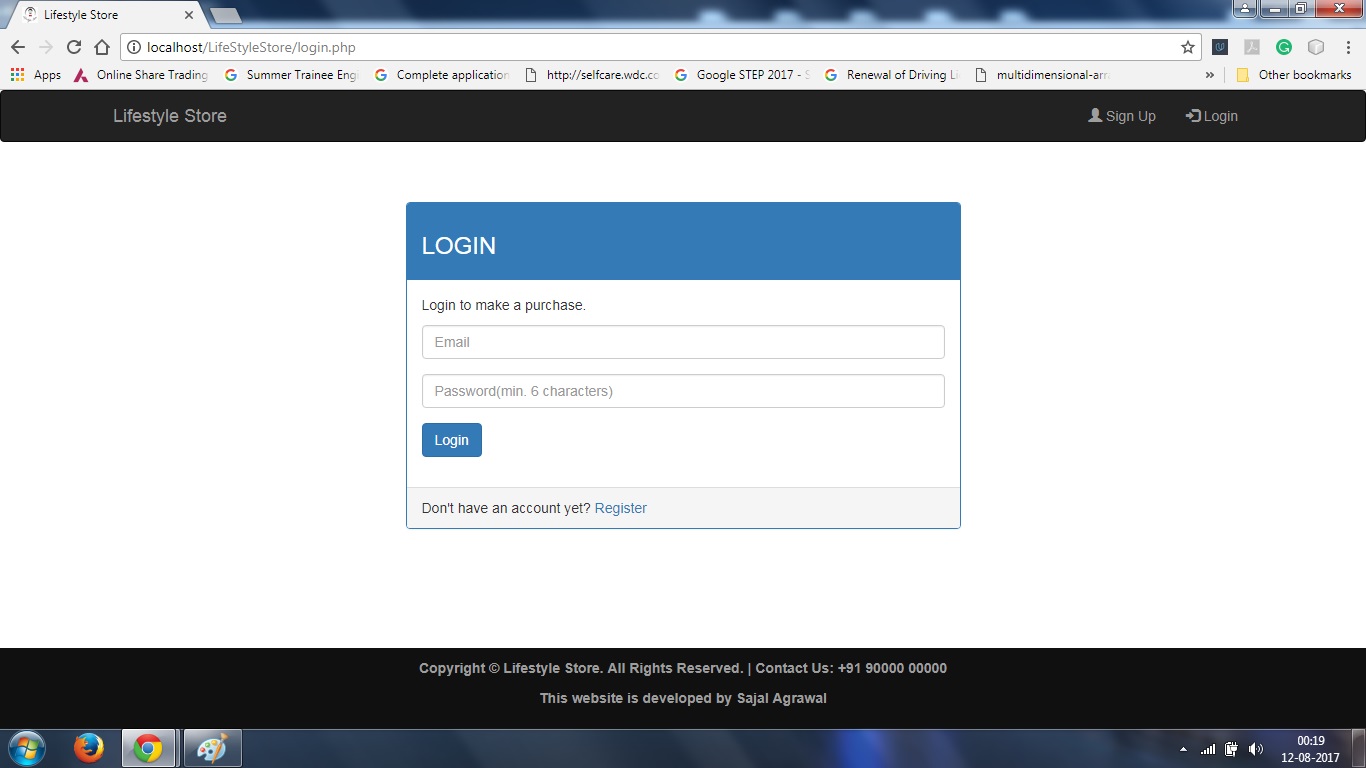 Lifestyle Store
localhost/LifeStyleStore/login.php
Apps Online Share Trading Summer Trainee Eng Complete application http://selfcare.wdc.co Google STEP 2017 - S Renewal of Driving Li multidimensional-arr » Other bookmarks
Lifestyle Store Sign Up Login
LOGIN
Login to make a purchase.
Email
Password(min. 6 characters)
Login
Don't have an account yet? Register
Copyright © Lifestyle Store. All Rights Reserved. | Contact Us: +91 90000 00000
This website is developed by Sajal Agrawal
00:19
12-08-2017